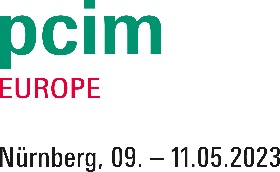 pcim
EUROPE
Nürnberg, 09. – 11.05.2023